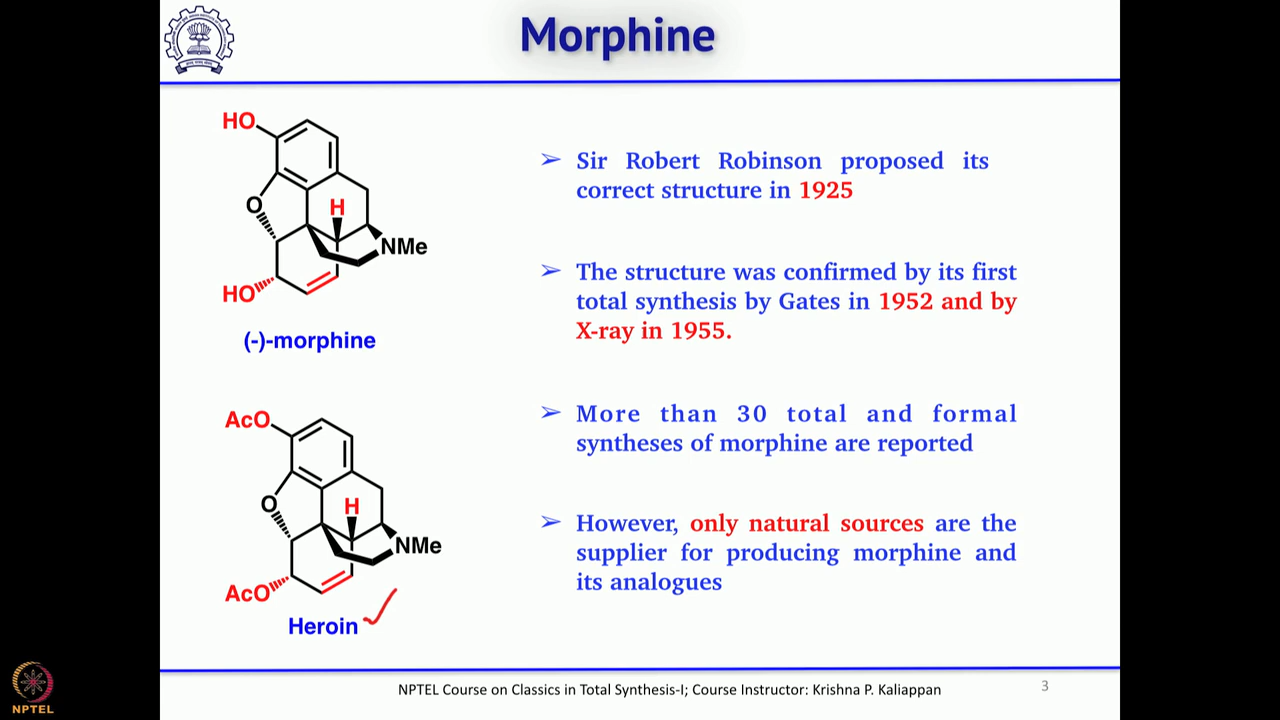 Morphine
HO
O
H
NMe
HO
(-)-morphine
➢ Sir Robert Robinson proposed its
correct structure in 1925
➢ The structure was confirmed by its first
total synthesis by Gates in 1952 and by
X-ray in 1955.
AcO
O
H
NMe
AcO
Heroin
➢ More than 30 total and formal
syntheses of morphine are reported
➢ However, only natural sources are the
supplier for producing morphine and
its analogues
NPTEL
NPTEL Course on Classics in Total Synthesis-I; Course Instructor: Krishna P. Kaliappan
3